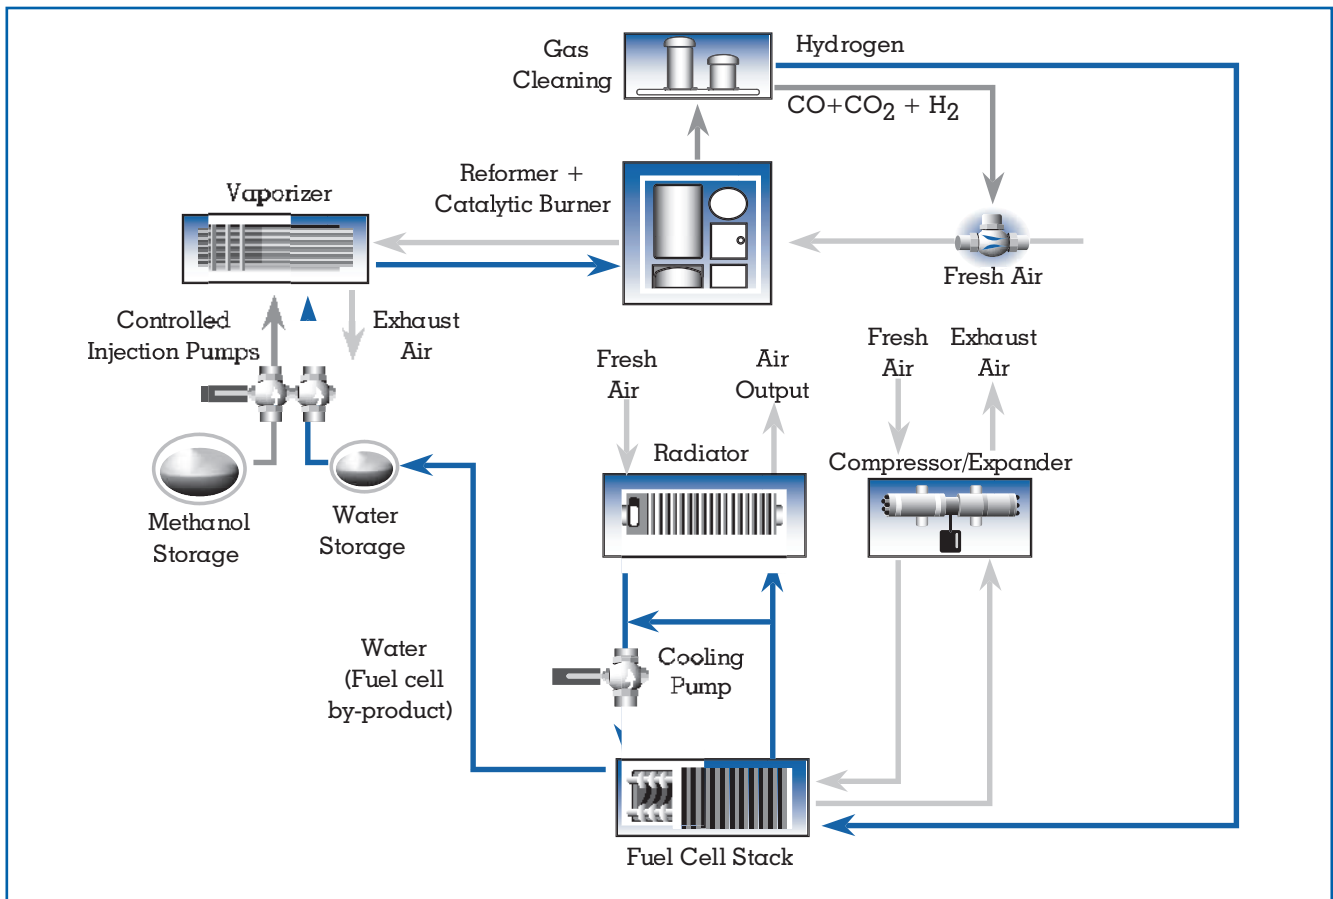 Gas
Cleaning
Hydrogen
CO+CO2 + H2
Reformer +
Catalytic Burner
Vaporizer
Fresh Air
Controlled
Injection Pumps
Exhaust
Air
Fresh
Air
Air
Output
Fresh
Air
Exhaust
Air
Radiator
Compressor/Expander
Methanol
Storage
Water
Storage
Water
(Fuel cell
by-product)
Cooling
Pump
Fuel Cell Stack